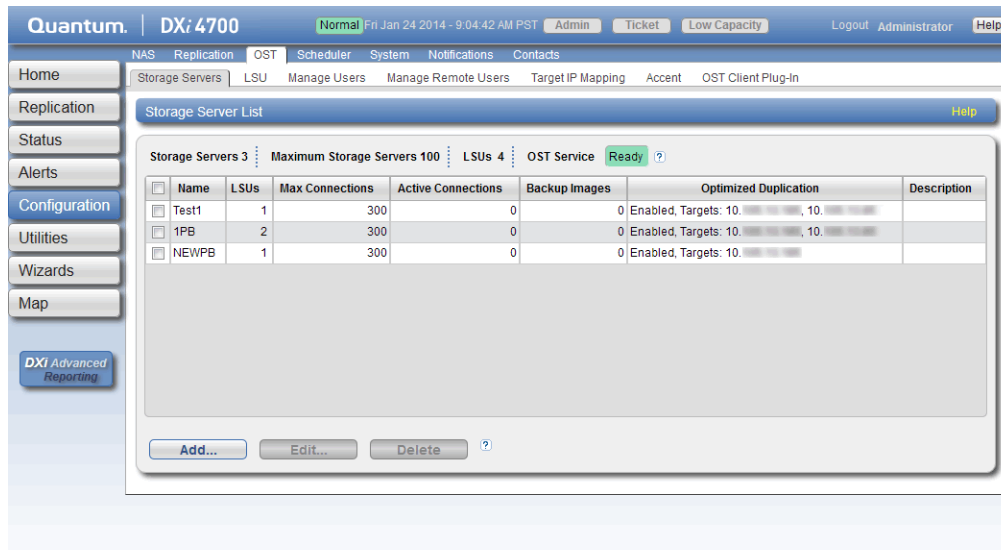 Quantum. | DXi 4700 Normal Fri Jan 24 2014 - 9:04:42 AM PST Admin Ticket Low Capacity Logout Administrator Help
NAS Replication OST Scheduler System Notifications Contacts
Home
Storage Servers LSU Manage Users Manage Remote Users Target IP Mapping Accent OST Client Plug-In
Replication
Storage Server List Help
Status
Storage Servers 3 Maximum Storage Servers 100 LSUs 4 OST Service Ready ?
Alerts
Name LSUs Max Connections Active Connections Backup Images Optimized Duplication Description
Configuration
Test1 1 300 0 0 Enabled, Targets: 10. , 10.
Utilities
1PB 2 300 0 0 Enabled, Targets: 10. , 10.
NEWPB 1 300 0 0 Enabled, Targets: 10.
Wizards
Map
DXi Advanced
Reporting
Add... Edit... Delete ?